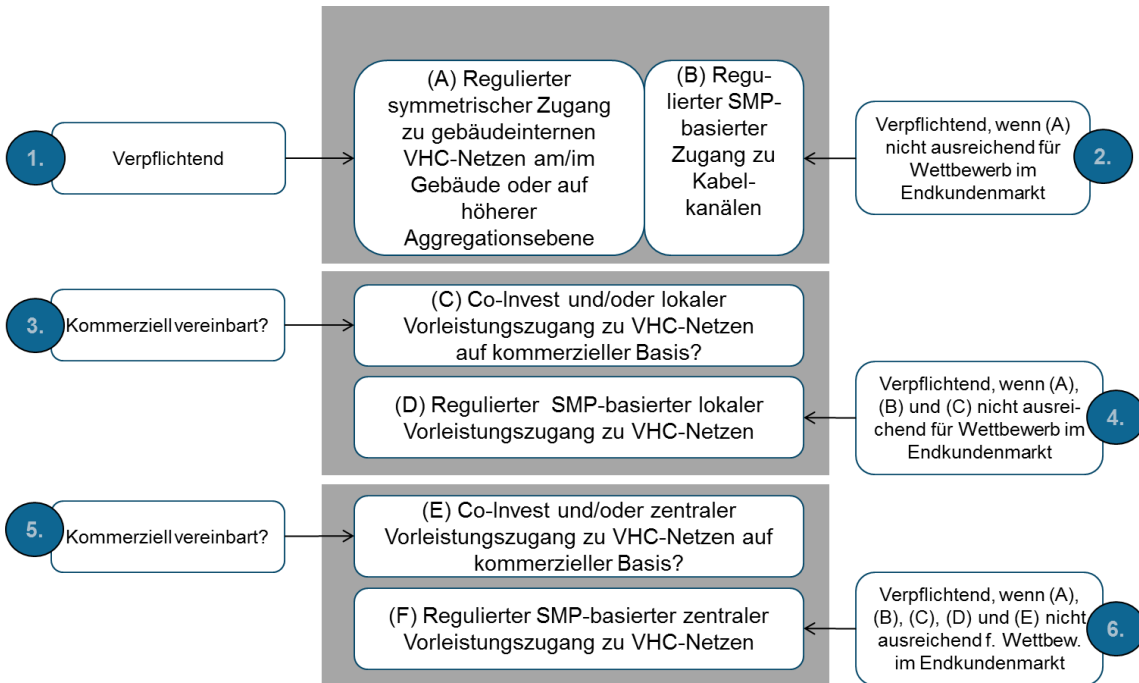 1.
Verpflichtend
(A) Regulierter
symmetrischer Zugang
zu gebäudeinternen
VHC-Netzen am/im
Gebäude oder auf
höherer
Aggregationsebene
(B) Regu-
lierter SMP-
basierter
Zugang zu
Kabel-
kanälen
Verpflichtend, wenn (A)
nicht ausreichend für
Wettbewerb im
Endkundenmarkt
2.
3.
Kommerziell vereinbart?
(C) Co-Invest und/oder lokaler
Vorleistungszugang zu VHC-Netzen
auf kommerzieller Basis?
(D) Regulierter SMP-basierter lokaler
Vorleistungszugang zu VHC-Netzen
Verpflichtend, wenn (A),
(B) und (C) nicht ausrei-
chend für Wettbewerb im
Endkundenmarkt
4.
5.
Kommerziell vereinbart?
(E) Co-Invest und/oder zentraler
Vorleistungszugang zu VHC-Netzen auf
kommerzieller Basis?
(F) Regulierter SMP-basierter zentraler
Vorleistungszugang zu VHC-Netzen
Verpflichtend, wenn (A),
(B), (C), (D) und (E) nicht
ausreichend f. Wettbew.
im Endkundenmarkt
6.